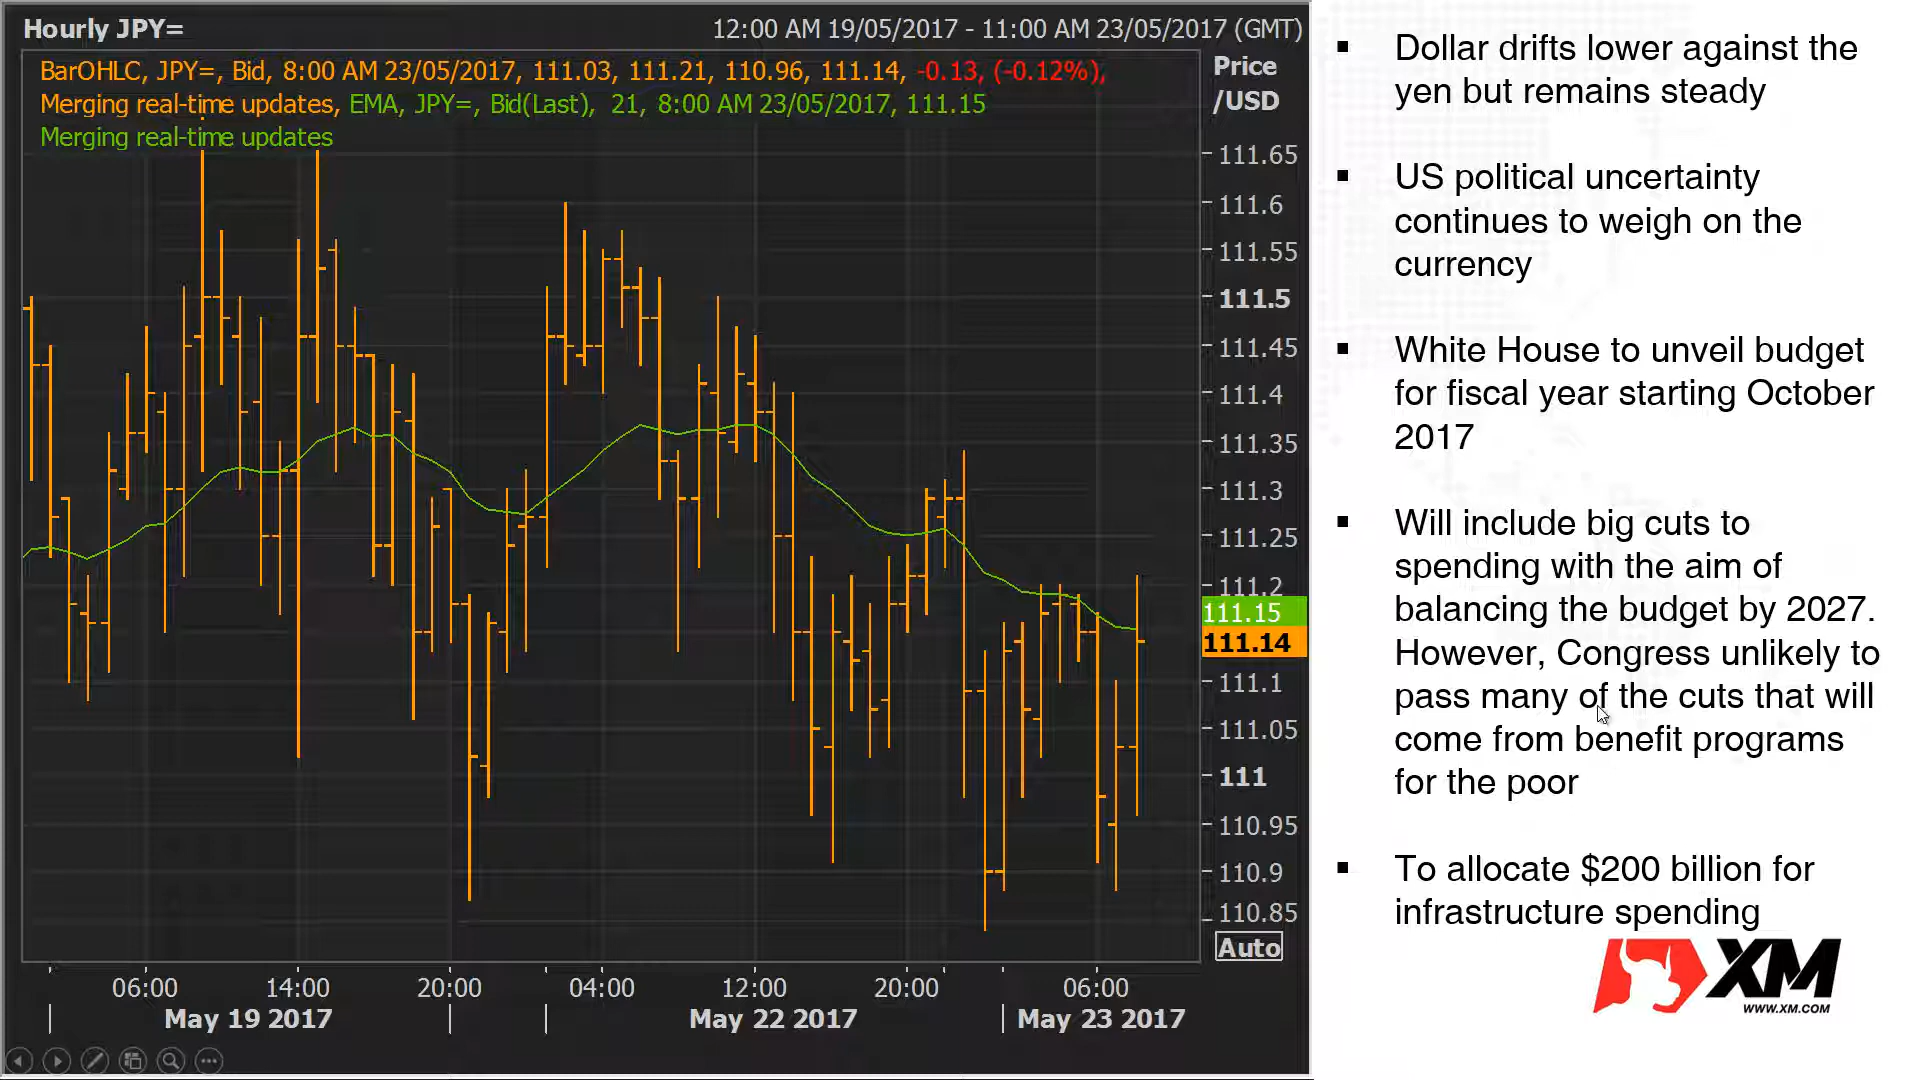 Hourly JPY=
12:00 AM 19/05/2017 - 11:00 AM 23/05/2017 (GMT)
BarOHLC, JPY=, Bid, 8:00 AM 23/05/2017, 111.03, 111.21, 110.96, 111.14, -0.13, (-0.12%),
Merging real-time updates, EMA, JPY=, Bid(Last), 21, 8:00 AM 23/05/2017, 111.15
Merging real-time updates
Price
/USD
111.65
111.6
111.55
111.5
111.45
111.4
111.35
111.3
111.25
111.2
111.15
111.14
111.1
111.05
111
110.95
110.9
110.85
Auto
06:00 14:00 20:00 04:00 12:00 20:00 06:00
May 19 2017 May 22 2017 May 23 2017
▪ Dollar drifts lower against the
yen but remains steady
▪ US political uncertainty
continues to weigh on the
currency
▪ White House to unveil budget
for fiscal year starting October
2017
▪ Will include big cuts to
spending with the aim of
balancing the budget by 2027.
However, Congress unlikely to
pass many of the cuts that will
come from benefit programs
for the poor
▪ To allocate $200 billion for
infrastructure spending
XM
WWW.XM.COM